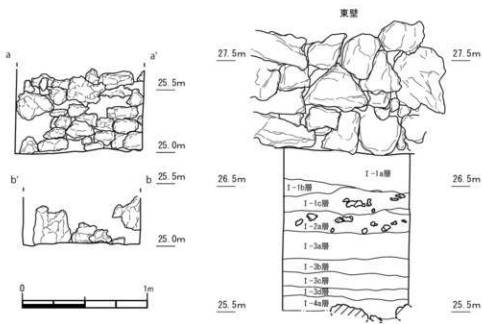 東壁
a
a'
25.5m
25.0m
b'
b
25.5m
25.0m
0
1m
27.5m
27.5m
26.5m
26.5m
25.5m
25.5m
Ⅰ-1a層
Ⅰ-1b層
Ⅰ-1c層
Ⅰ-2a層
Ⅰ-3a層
Ⅰ-3b層
Ⅰ-3c層
Ⅰ-3d層
Ⅰ-4a層